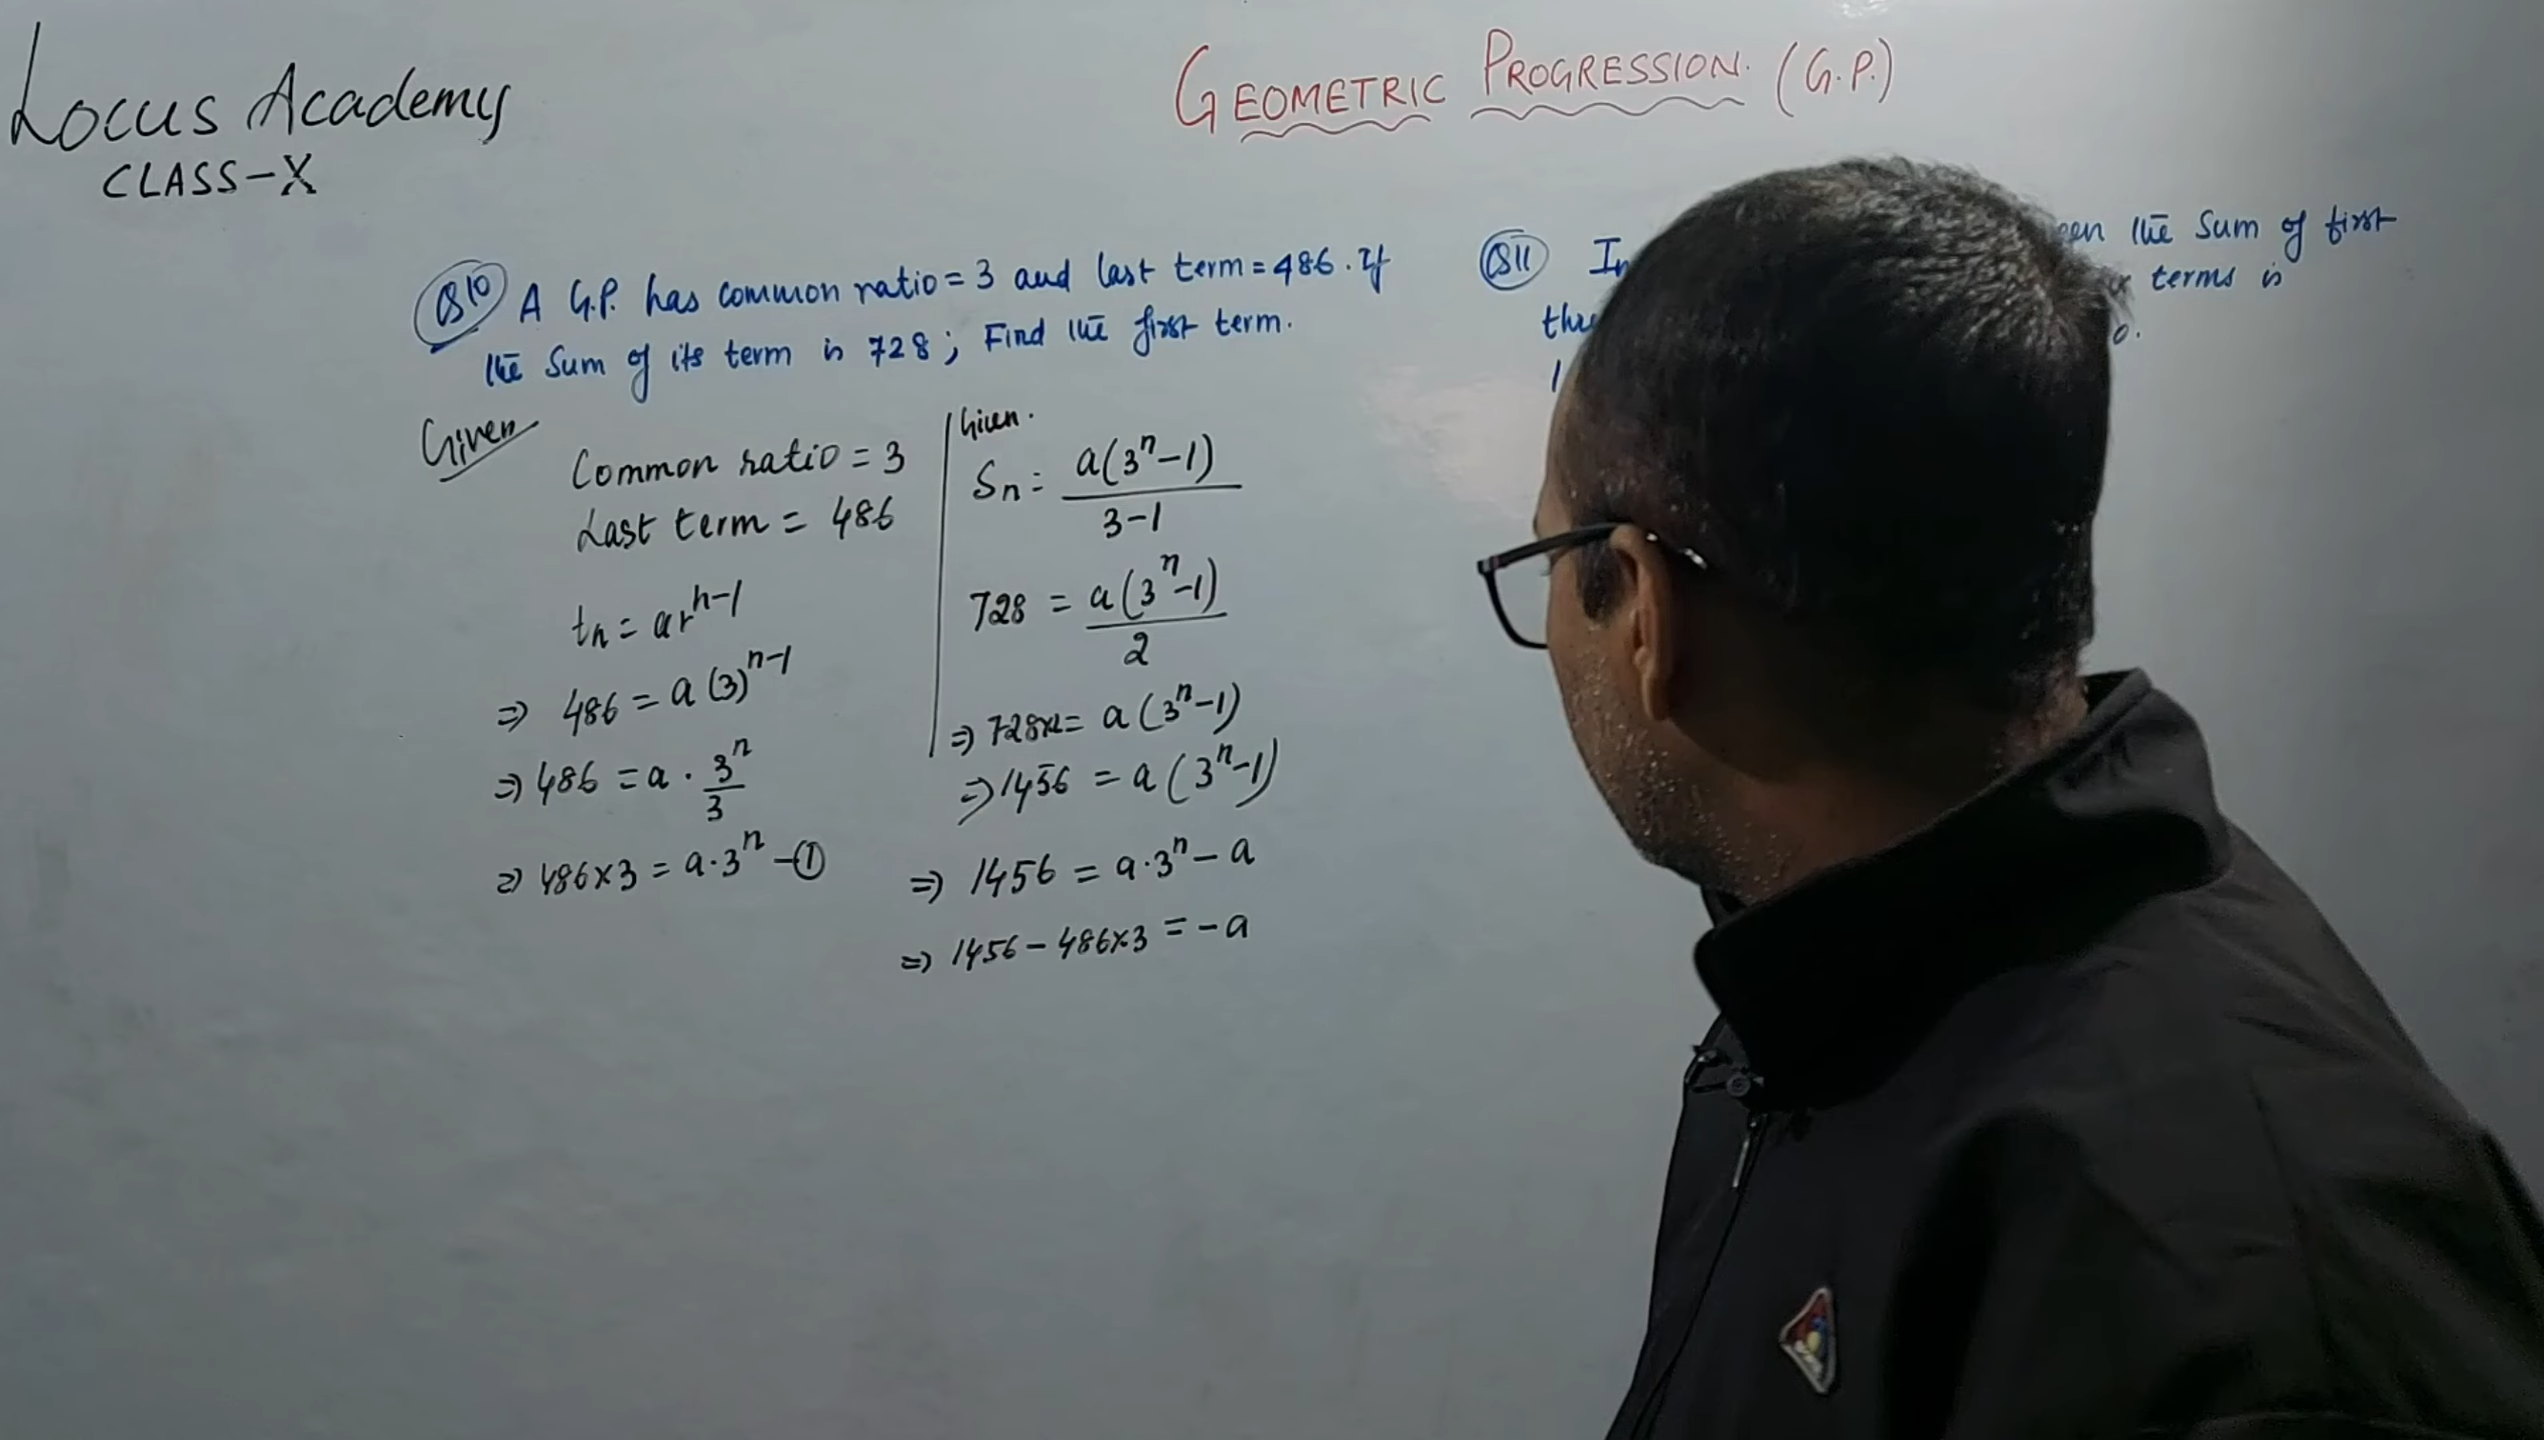 Locus Academy
CLASS-X
GEOMETRIC PROGRESSION. (G.P.)
Q10 A G.P. has common ratio = 3 and last term = 486. If
the Sum of its term is 728; Find the first term.
Given
Common ratio = 3
Last term = 486
tn = ar^n-1
⇒ 486 = a (3)^n-1
⇒ 486 = a · 3^n/3
⇒ 486×3 = a·3^n -①
Given.
Sn = a(3^n-1)/3-1
728 = a(3^n-1)/2
⇒ 728×2 = a (3^n-1)
⇒ 1456 = a (3^n-1)
⇒ 1456 = a·3^n - a
⇒ 1456 - 486×3 = -a
Q11 In the Sum of first
terms is